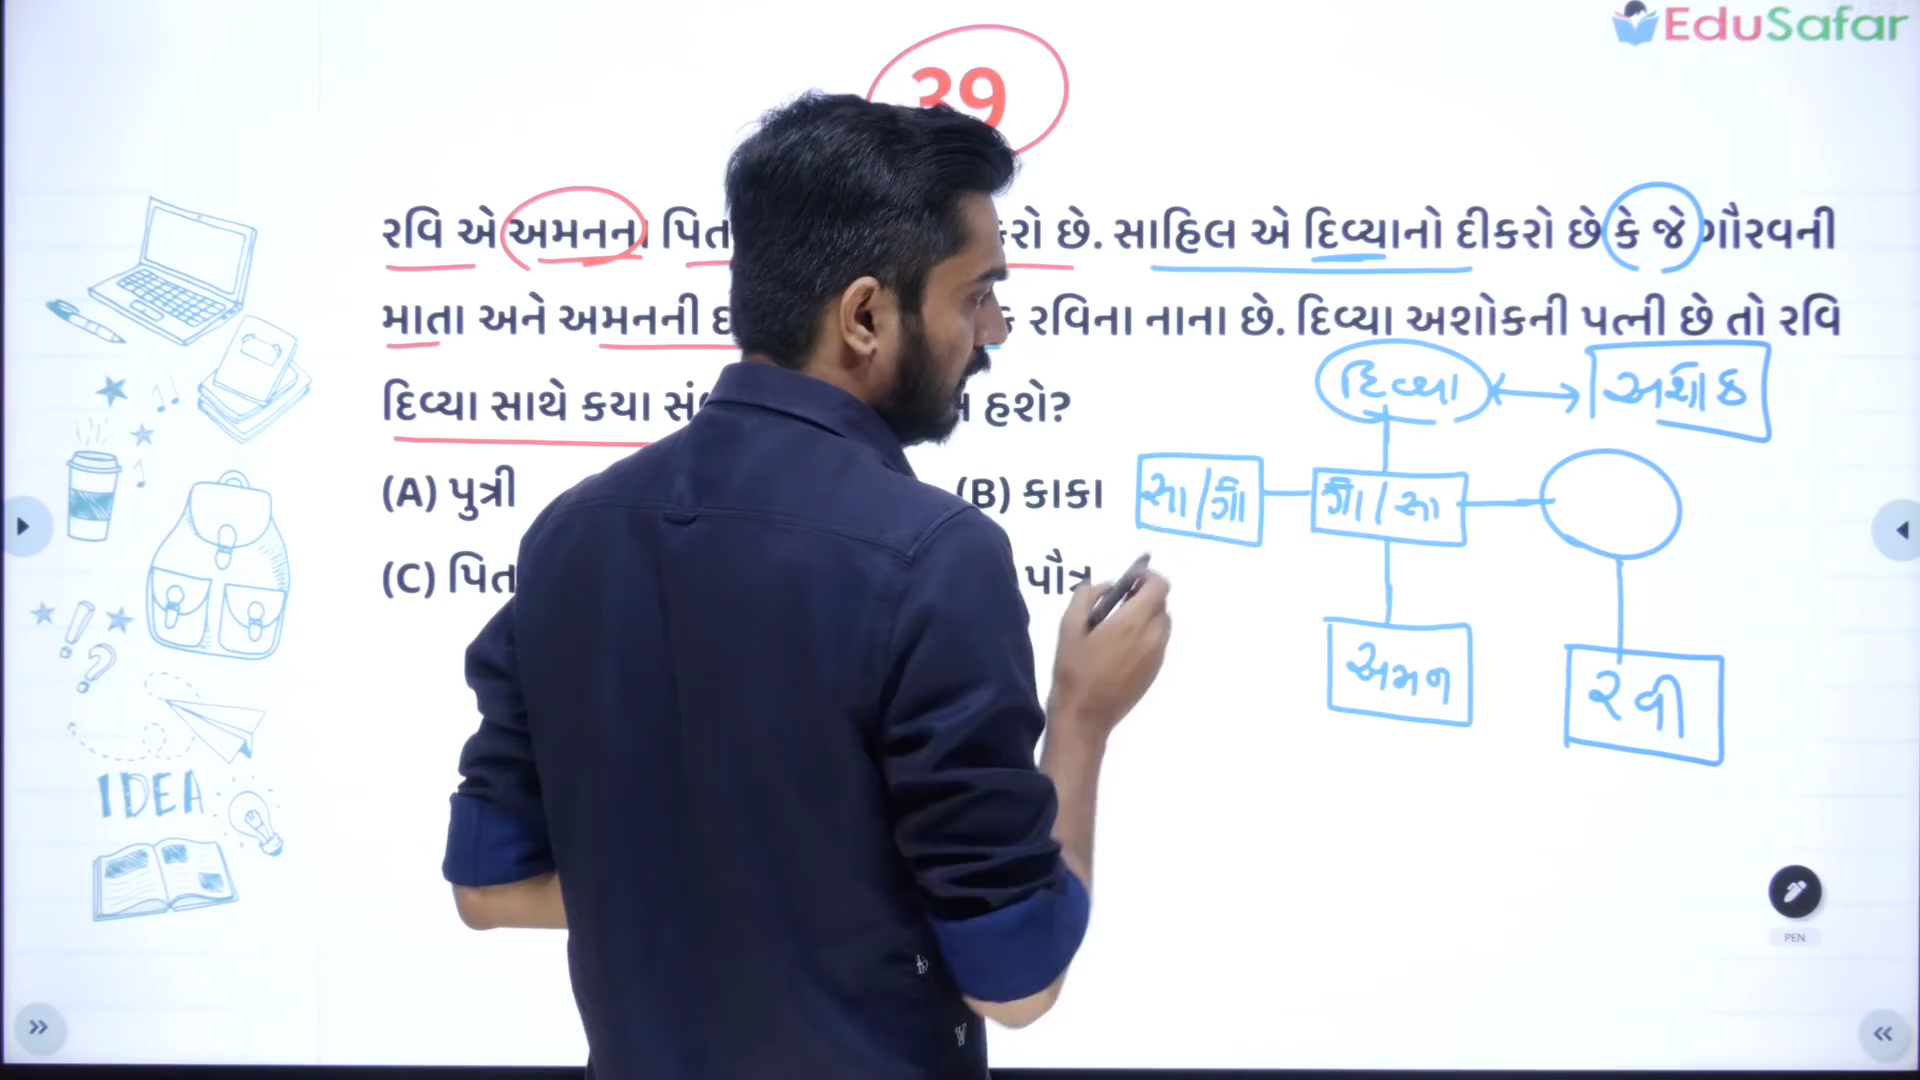 EduSafar
39
રવિ એ અમનના પિત કરો છે. સાહિલ એ દિવ્યાનો દીકરો છે કે જે ગૌરવની
માતા અને અમનની દ ક રવિના નાના છે. દિવ્યા અશોકની પત્ની છે તો રવિ
દિવ્યા સાથે કયા હશે?
(A) પુત્રી
(B) કાકા
(C) પિત
પૌત્ર
દિવ્યા
અશોક
સા/ગૌ
ગૌ/સા
અમન
રવી
IDEA
PEN